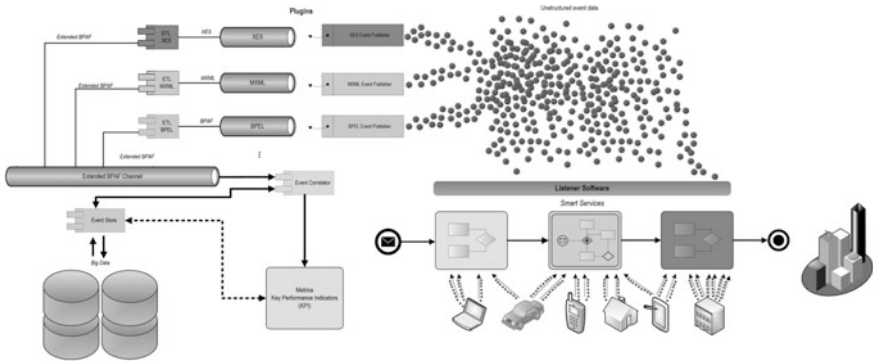 Plugins
Unstructured event data
Extended BPAF
ETL
XES
XES
XES
XES Event Publisher
Extended BPAF
ETL
MXML
MXML
MXML
MXML Event Publisher
Extended BPAF
ETL
BPEL
BPAF
BPEL
BPEL Event Publisher
Extended BPAF Channel
Event Correlator
Event Store
Big Data
Metrics
Key Performance Indicators
(KPI)
Listener Software
Smart Services